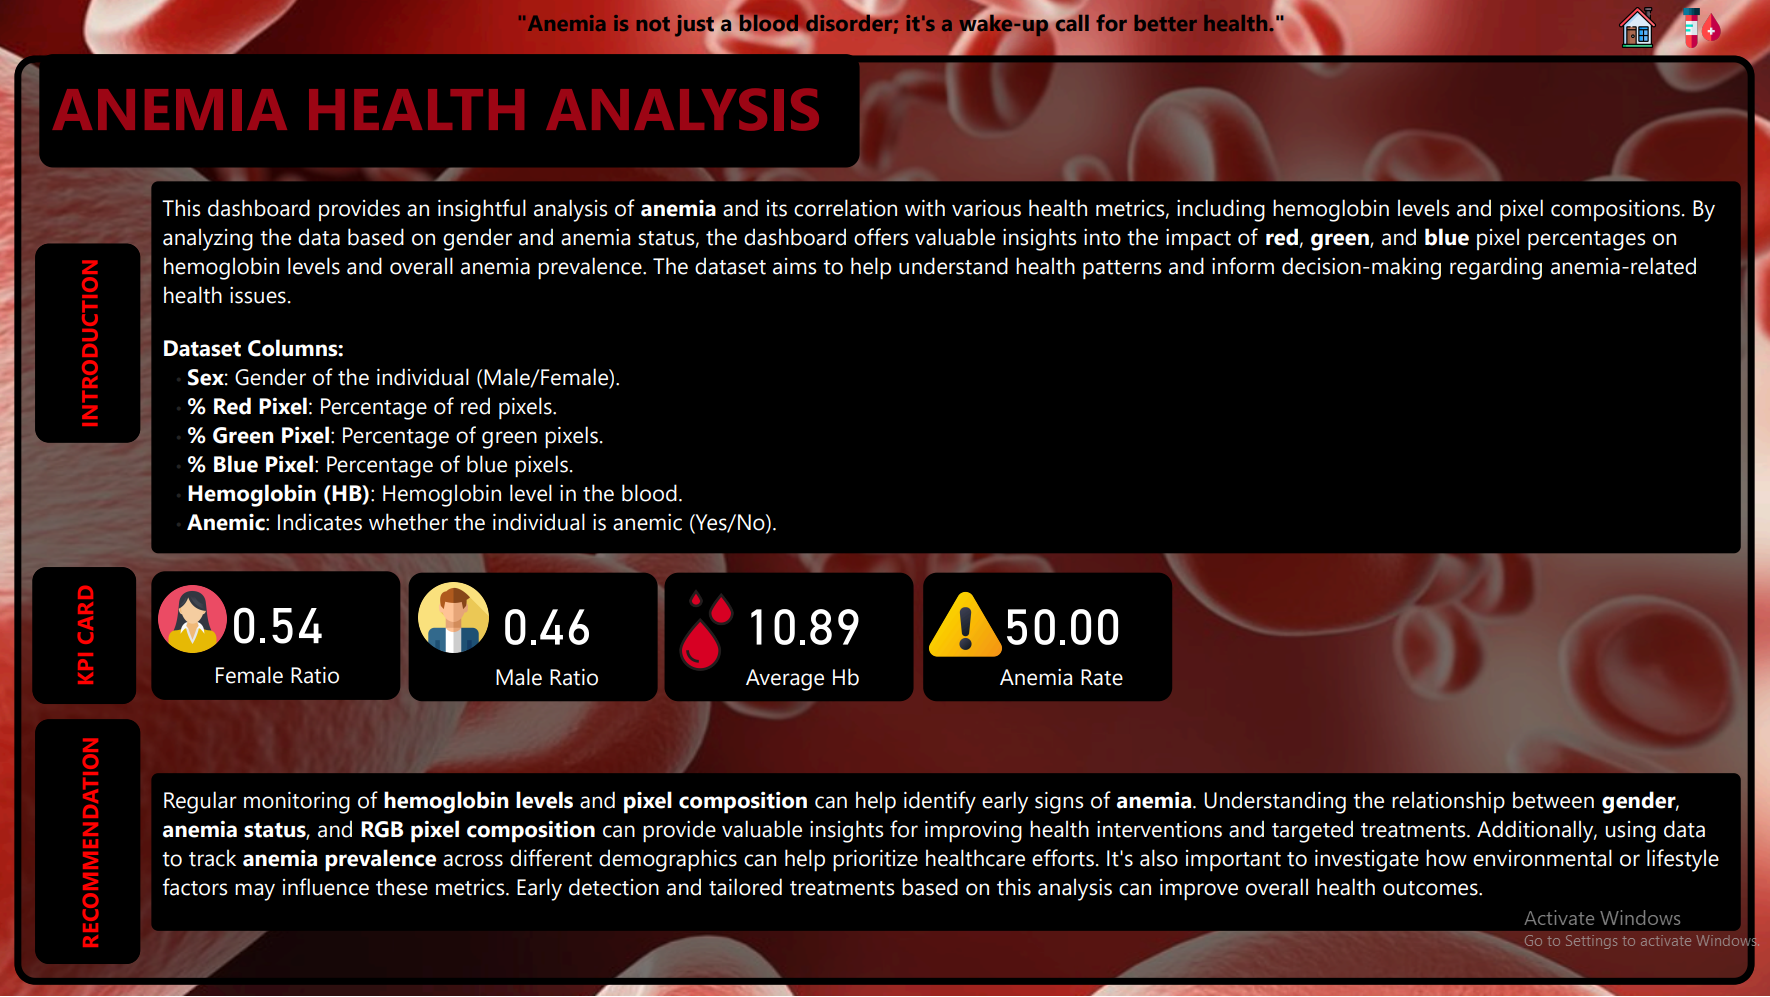 "Anemia is not just a blood disorder; it's a wake-up call for better health."
ANEMIA HEALTH ANALYSIS
INTRODUCTION
This dashboard provides an insightful analysis of anemia and its correlation with various health metrics, including hemoglobin levels and pixel compositions. By
analyzing the data based on gender and anemia status, the dashboard offers valuable insights into the impact of red, green, and blue pixel percentages on
hemoglobin levels and overall anemia prevalence. The dataset aims to help understand health patterns and inform decision-making regarding anemia-related
health issues.
Dataset Columns:
Sex: Gender of the individual (Male/Female).
% Red Pixel: Percentage of red pixels.
% Green Pixel: Percentage of green pixels.
% Blue Pixel: Percentage of blue pixels.
Hemoglobin (HB): Hemoglobin level in the blood.
Anemic: Indicates whether the individual is anemic (Yes/No).
KPI CARD
0.54
Female Ratio
0.46
Male Ratio
10.89
Average Hb
50.00
Anemia Rate
RECOMMENDATION
Regular monitoring of hemoglobin levels and pixel composition can help identify early signs of anemia. Understanding the relationship between gender,
anemia status, and RGB pixel composition can provide valuable insights for improving health interventions and targeted treatments. Additionally, using data
to track anemia prevalence across different demographics can help prioritize healthcare efforts. It's also important to investigate how environmental or lifestyle
factors may influence these metrics. Early detection and tailored treatments based on this analysis can improve overall health outcomes.
Activate Windows
Go to Settings to activate Windows.